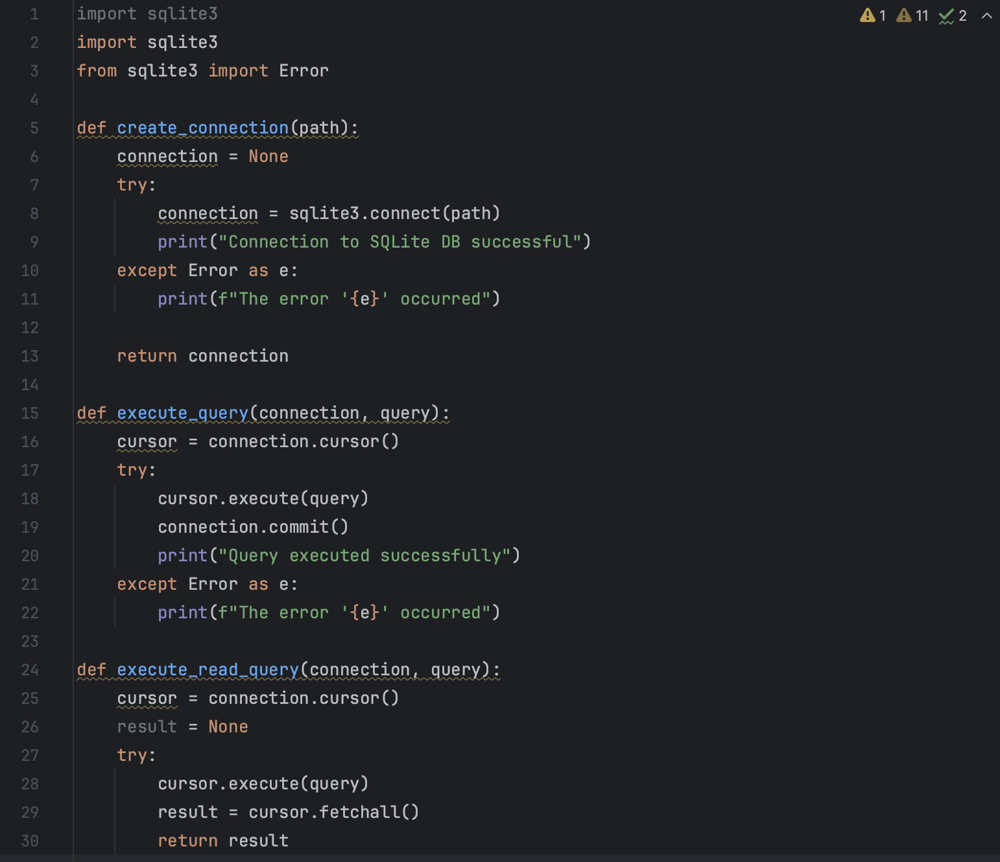 1 import sqlite3
2 import sqlite3
3 from sqlite3 import Error
4
5 def create_connection(path):
6     connection = None
7     try:
8         connection = sqlite3.connect(path)
9         print("Connection to SQLite DB successful")
10     except Error as e:
11         print(f"The error '{e}' occurred")
12
13     return connection
14
15 def execute_query(connection, query):
16     cursor = connection.cursor()
17     try:
18         cursor.execute(query)
19         connection.commit()
20         print("Query executed successfully")
21     except Error as e:
22         print(f"The error '{e}' occurred")
23
24 def execute_read_query(connection, query):
25     cursor = connection.cursor()
26     result = None
27     try:
28         cursor.execute(query)
29         result = cursor.fetchall()
30         return result
1 11 2